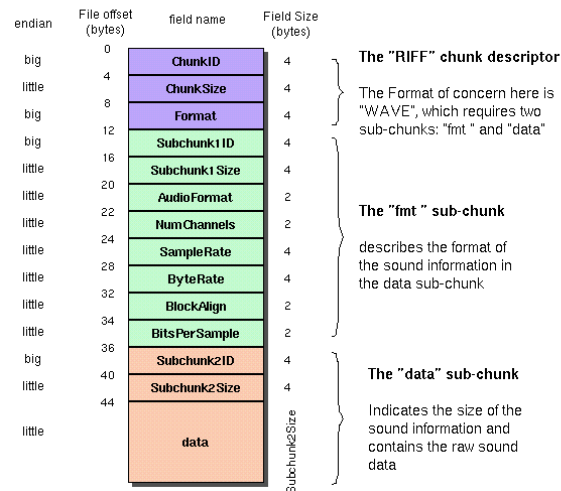 endian
File offset
(bytes)
field name
Field Size
(bytes)
0
big
ChunkID
4
4
little
ChunkSize
4
8
big
Format
4
12
big
Subchunk1 ID
4
16
little
Subchunk1 Size
4
20
little
AudioFormat
2
22
little
NumChannels
2
24
little
SampleRate
4
28
little
ByteRate
4
32
little
BlockAlign
2
34
little
BitsPerSample
2
36
big
Subchunk2ID
4
40
little
Subchunk2Size
4
44
little
data
Subchunk2Size
The "RIFF" chunk descriptor
The Format of concern here is
"WAVE", which requires two
sub-chunks: "fmt " and "data"
The "fmt " sub-chunk
describes the format of
the sound information in
the data sub-chunk
The "data" sub-chunk
Indicates the size of the
sound information and
contains the raw sound
data